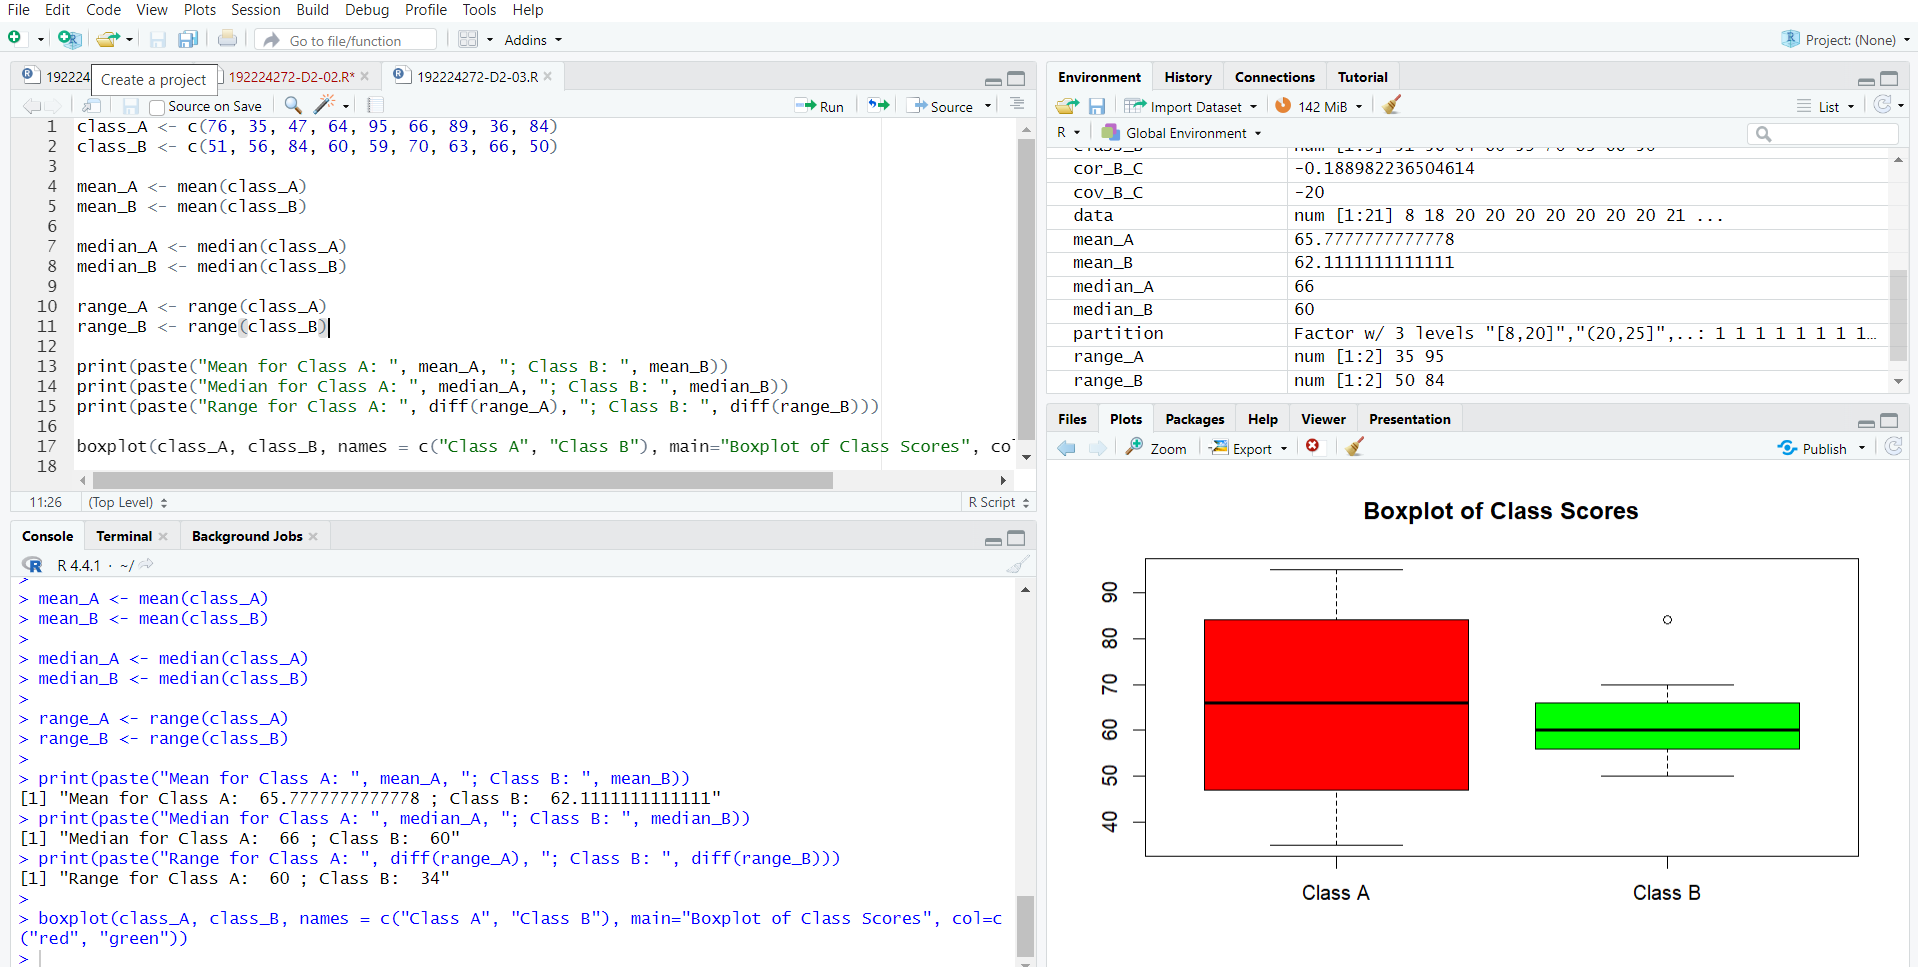 File Edit Code View Plots Session Build Debug Profile Tools Help
Go to file/function Addins Project: (None)
192224 192224272-D2-02.R* 192224272-D2-03.R
Create a project
Source on Save Run Source
1 class_A <- c(76, 35, 47, 64, 95, 66, 89, 36, 84)
2 class_B <- c(51, 56, 84, 60, 59, 70, 63, 66, 50)
3
4 mean_A <- mean(class_A)
5 mean_B <- mean(class_B)
6
7 median_A <- median(class_A)
8 median_B <- median(class_B)
9
10 range_A <- range(class_A)
11 range_B <- range(class_B)
12
13 print(paste("Mean for Class A: ", mean_A, "; Class B: ", mean_B))
14 print(paste("Median for Class A: ", median_A, "; Class B: ", median_B))
15 print(paste("Range for Class A: ", diff(range_A), "; Class B: ", diff(range_B)))
16
17 boxplot(class_A, class_B, names = c("Class A", "Class B"), main="Boxplot of Class Scores", co
18
11:26 (Top Level) R Script
Console Terminal Background Jobs
R 4.4.1 · ~/
>
> mean_A <- mean(class_A)
> mean_B <- mean(class_B)
>
> median_A <- median(class_A)
> median_B <- median(class_B)
>
> range_A <- range(class_A)
> range_B <- range(class_B)
>
> print(paste("Mean for Class A: ", mean_A, "; Class B: ", mean_B))
[1] "Mean for Class A:  65.7777777777778 ; Class B:  62.1111111111111"
> print(paste("Median for Class A: ", median_A, "; Class B: ", median_B))
[1] "Median for Class A:  66 ; Class B:  60"
> print(paste("Range for Class A: ", diff(range_A), "; Class B: ", diff(range_B)))
[1] "Range for Class A:  60 ; Class B:  34"
>
> boxplot(class_A, class_B, names = c("Class A", "Class B"), main="Boxplot of Class Scores", col=c
("red", "green"))
>
Environment History Connections Tutorial
Import Dataset 142 MiB List
R Global Environment
class_B num [1:9] 51 56 84 60 59 70 63 66 50
cor_B_C -0.188982236504614
cov_B_C -20
data num [1:21] 8 18 20 20 20 20 20 20 20 21 ...
mean_A 65.7777777777778
mean_B 62.1111111111111
median_A 66
median_B 60
partition Factor w/ 3 levels "[8,20]","(20,25]",..: 1 1 1 1 1 1 1 1…
range_A num [1:2] 35 95
range_B num [1:2] 50 84
Files Plots Packages Help Viewer Presentation
Zoom Export Publish
Boxplot of Class Scores
90
80
70
60
50
40
Class A Class B